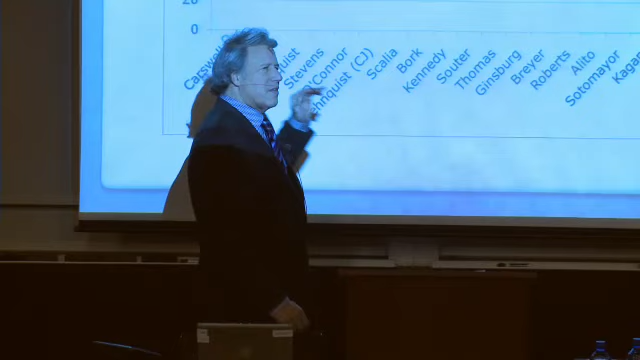 20
0
Stevens
Scalia
Bork
Kennedy
Souter
Thomas
Ginsburg
Breyer
Roberts
Alito
Sotomayor